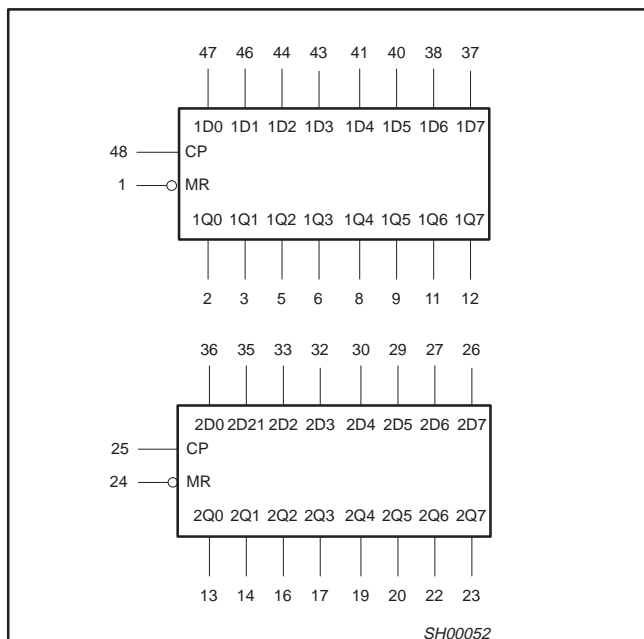 47 46 44 43 41 40 38 37
1D0 1D1 1D2 1D3 1D4 1D5 1D6 1D7
48 CP
1 MR
1Q0 1Q1 1Q2 1Q3 1Q4 1Q5 1Q6 1Q7
2 3 5 6 8 9 11 12
36 35 33 32 30 29 27 26
2D0 2D21 2D2 2D3 2D4 2D5 2D6 2D7
25 CP
24 MR
2Q0 2Q1 2Q2 2Q3 2Q4 2Q5 2Q6 2Q7
13 14 16 17 19 20 22 23
SH00052